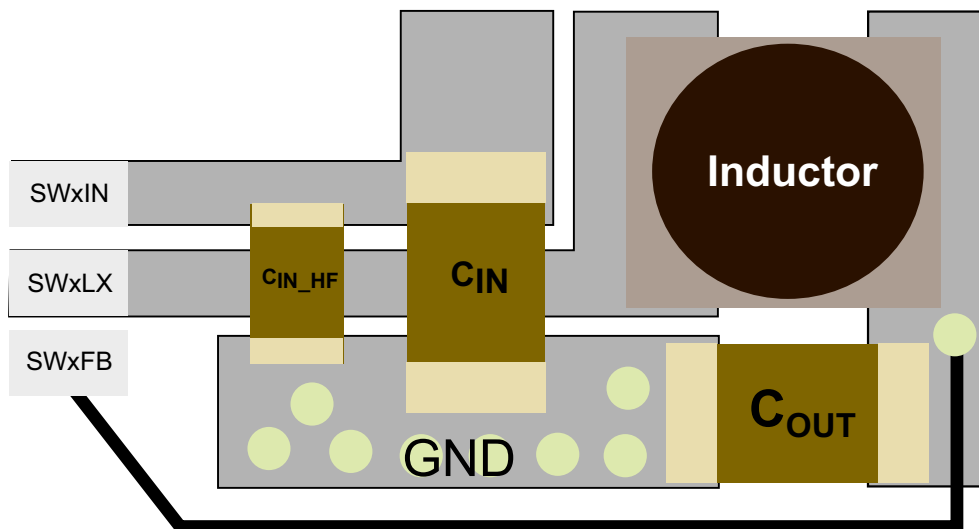 Inductor
SWxIN
SWxLX
CIN_HF
CIN
SWxFB
COUT
GND